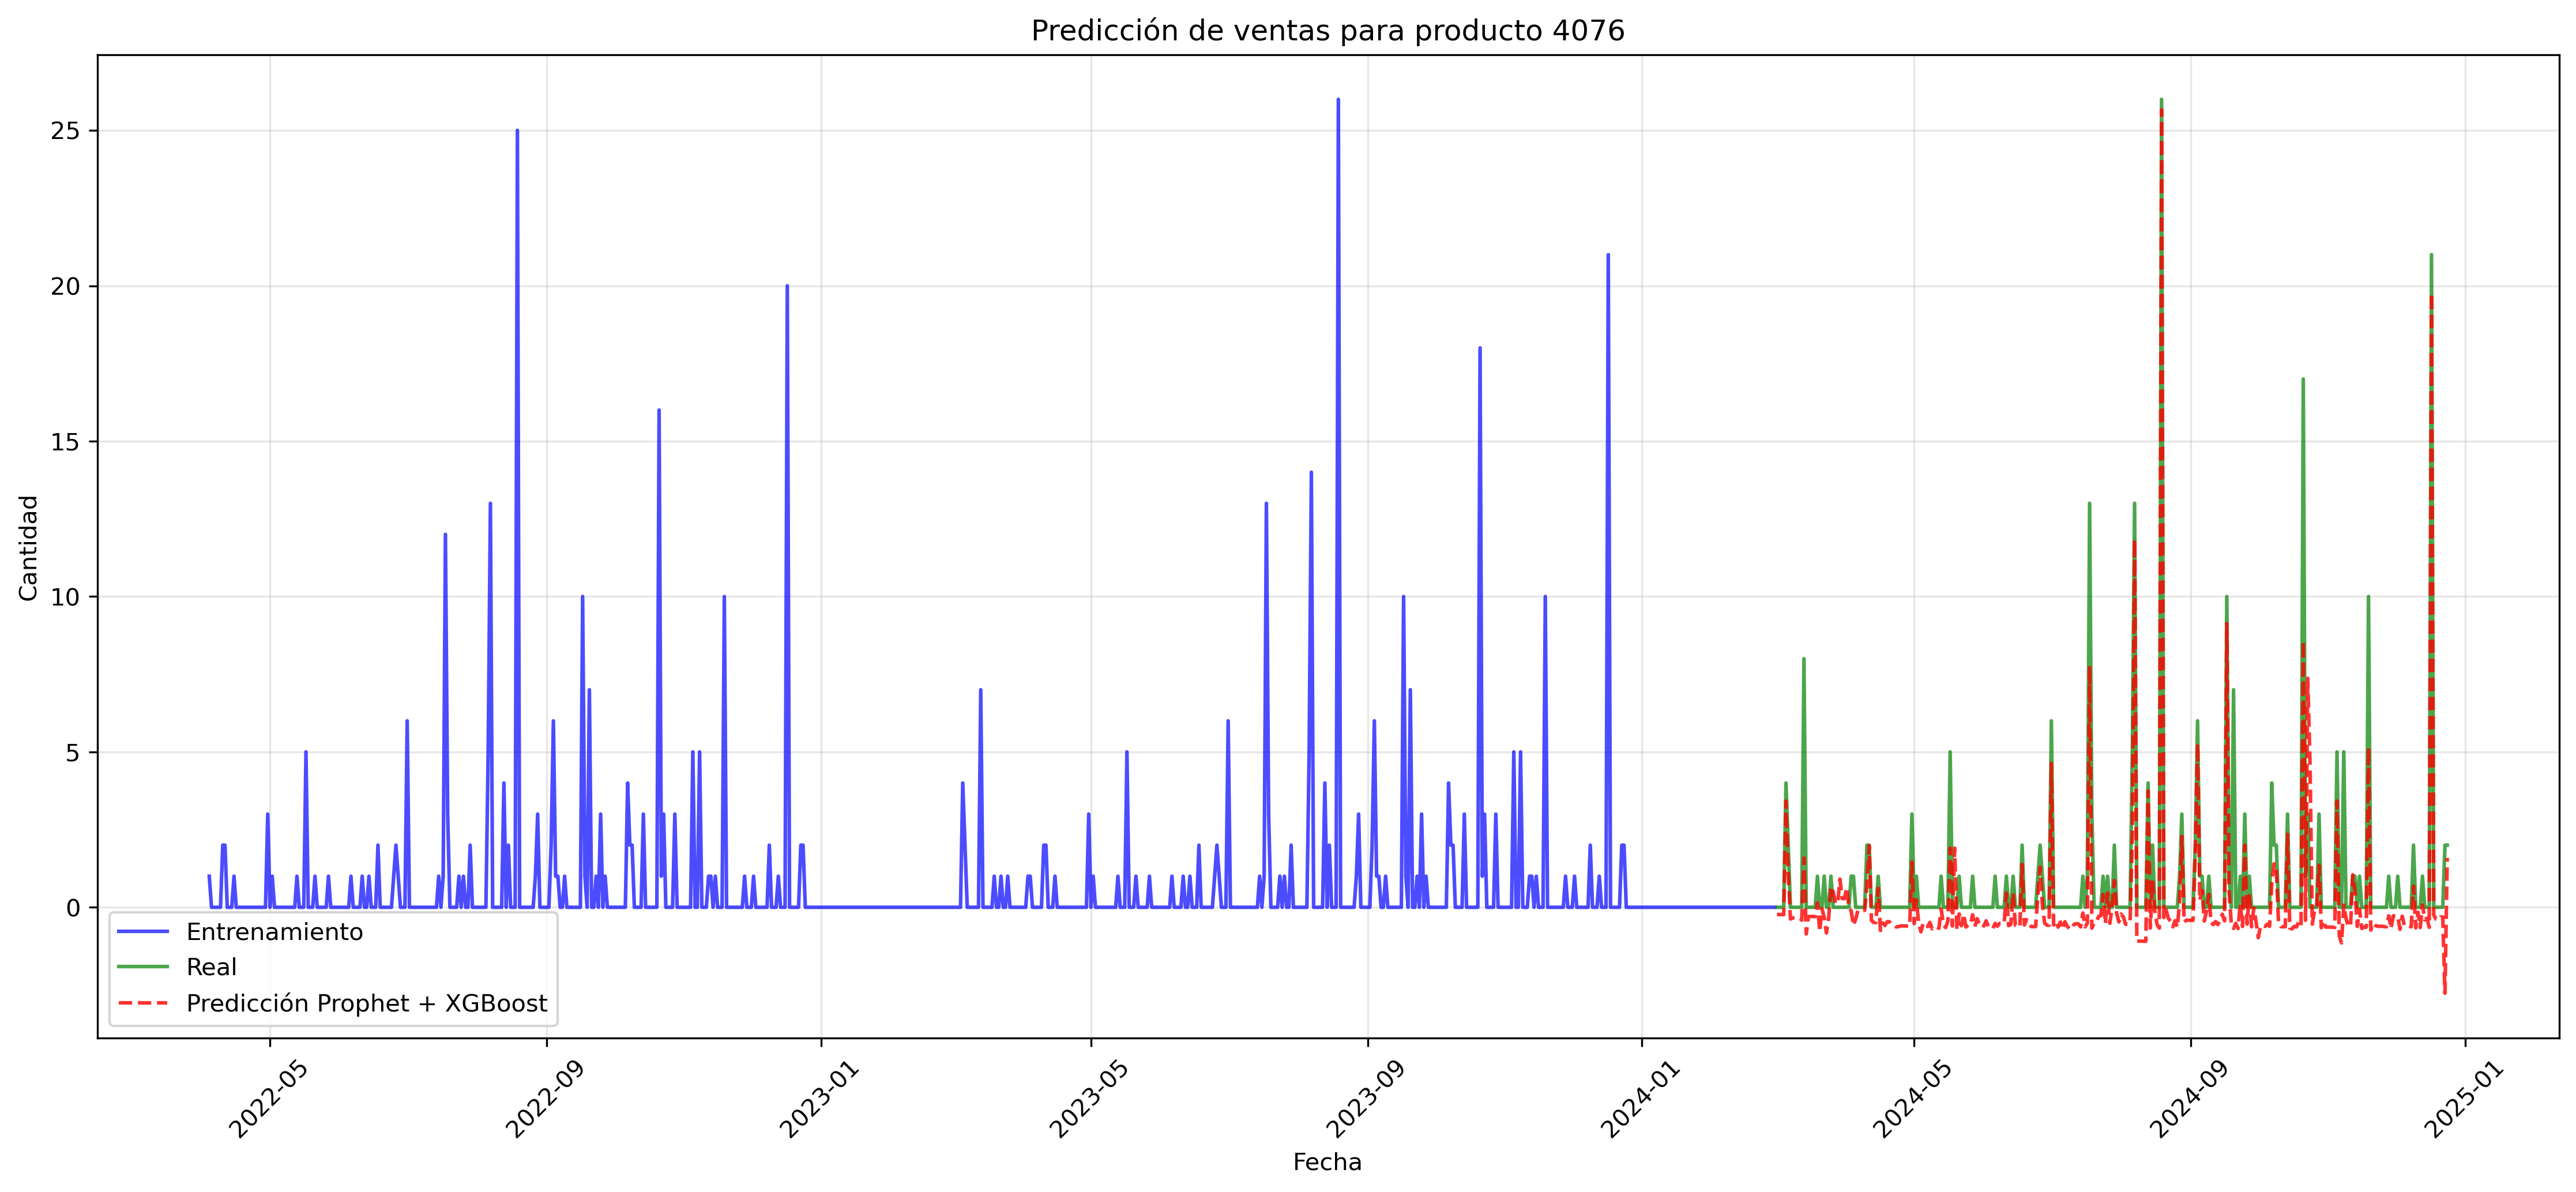 Predicción de ventas para producto 4076
Cantidad
25
20
15
10
5
0
Entrenamiento
Real
Predicción Prophet + XGBoost
2022-05
2022-09
2023-01
2023-05
2023-09
2024-01
2024-05
2024-09
2025-01
Fecha